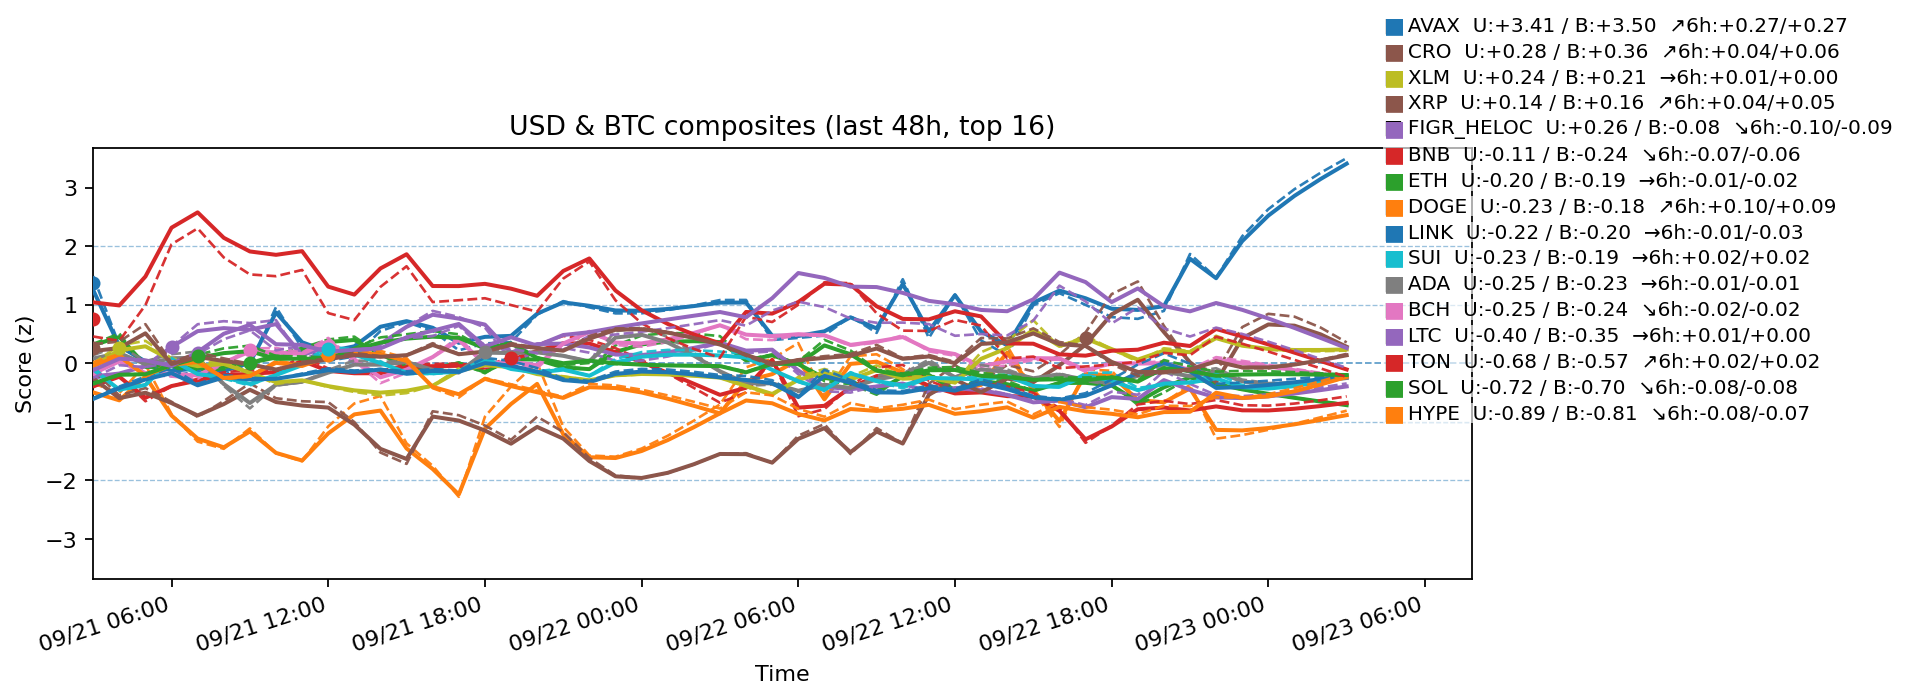 AVAX  U:+3.41 / B:+3.50  ↗6h:+0.27/+0.27
CRO  U:+0.28 / B:+0.36  ↗6h:+0.04/+0.06
XLM  U:+0.24 / B:+0.21  →6h:+0.01/+0.00
XRP  U:+0.14 / B:+0.16  ↗6h:+0.04/+0.05
FIGR_HELOC  U:+0.26 / B:-0.08  ↘6h:-0.10/-0.09
BNB  U:-0.11 / B:-0.24  ↘6h:-0.07/-0.06
ETH  U:-0.20 / B:-0.19  →6h:-0.01/-0.02
DOGE  U:-0.23 / B:-0.18  ↗6h:+0.10/+0.09
LINK  U:-0.22 / B:-0.20  →6h:-0.01/-0.03
SUI  U:-0.23 / B:-0.19  →6h:+0.02/+0.02
ADA  U:-0.25 / B:-0.23  →6h:-0.01/-0.01
BCH  U:-0.25 / B:-0.24  ↘6h:-0.02/-0.02
LTC  U:-0.40 / B:-0.35  →6h:+0.01/+0.00
TON  U:-0.68 / B:-0.57  ↗6h:+0.02/+0.02
SOL  U:-0.72 / B:-0.70  ↘6h:-0.08/-0.08
HYPE  U:-0.89 / B:-0.81  ↘6h:-0.08/-0.07
USD & BTC composites (last 48h, top 16)
Score (z)
3
2
1
0
−1
−2
−3
09/21 06:00
09/21 12:00
09/21 18:00
09/22 00:00
09/22 06:00
09/22 12:00
09/22 18:00
09/23 00:00
09/23 06:00
Time